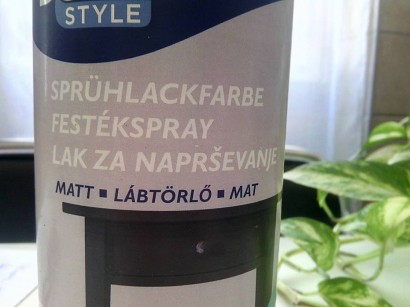 STYLE
SPRÜHLACKFARBE
FESTÉKSPRAY
LAK ZA NAPRŠEVANJE
MATT ▪ LÁBTÖRLŐ ▪ MAT